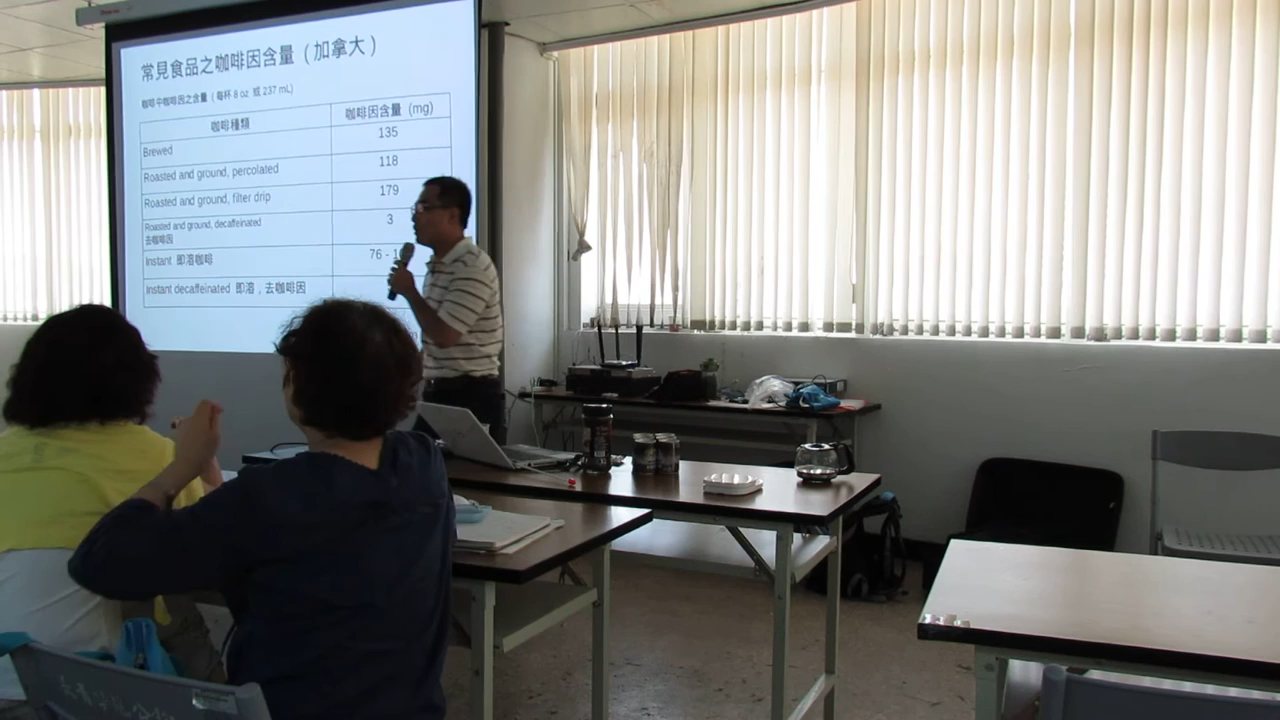 常見食品之咖啡因含量（加拿大）
咖啡中咖啡因之含量（每杯 8 oz 或 237 mL）
咖啡種類 咖啡因含量 (mg)
Brewed 135
Roasted and ground, percolated 118
Roasted and ground, filter drip 179
Roasted and ground, decaffeinated 3
去咖啡因
Instant 即溶咖啡 76 - 1
Instant decaffeinated 即溶，去咖啡因